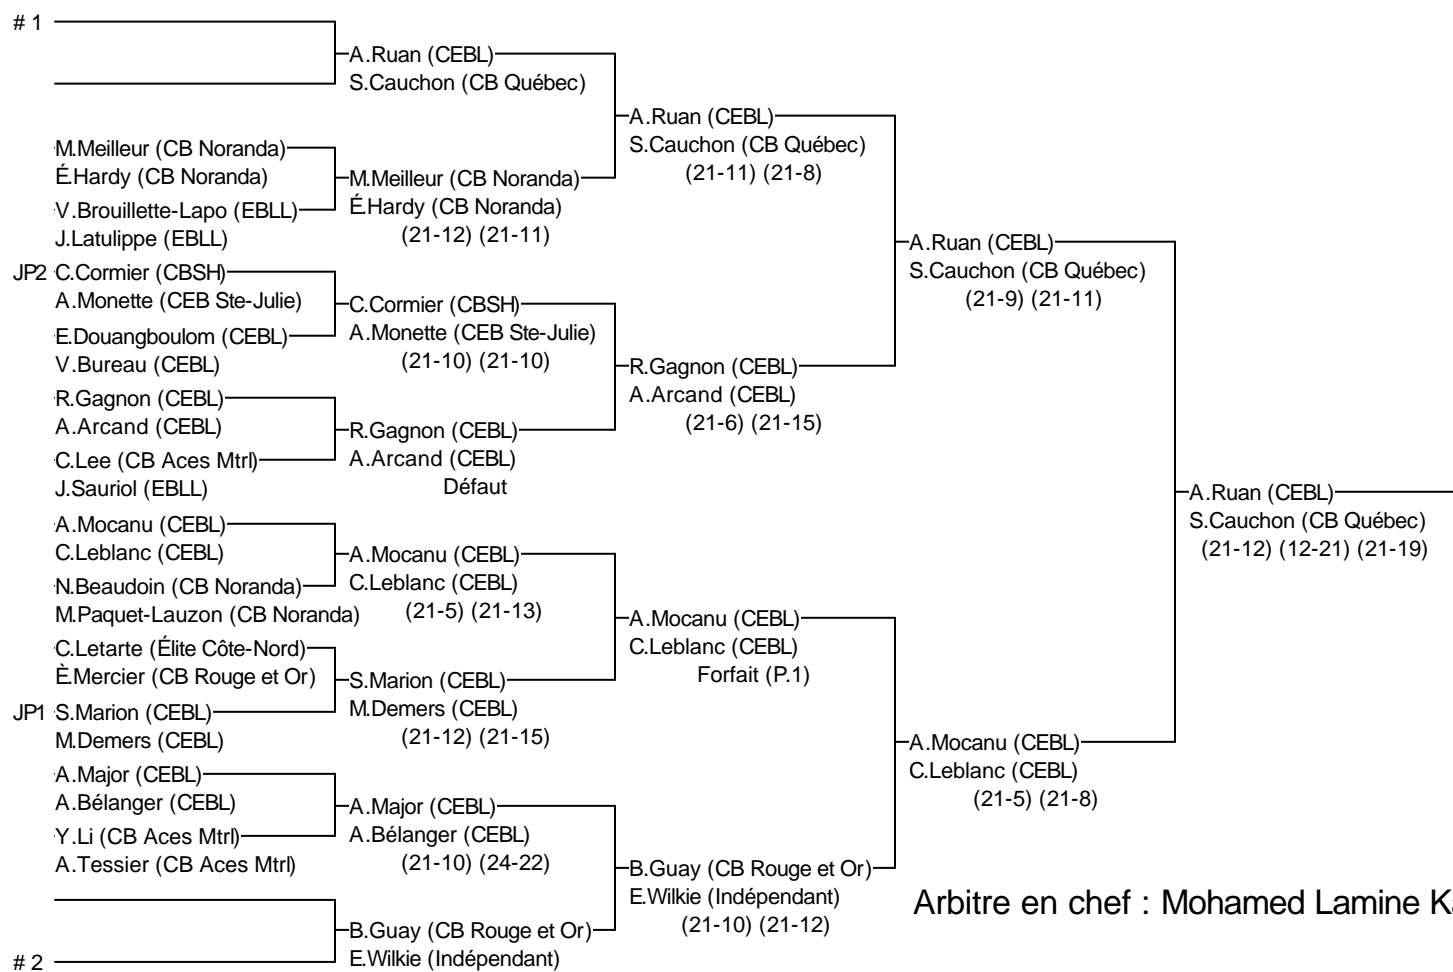 # 1
A.Ruan (CEBL)
S.Cauchon (CB Québec)
A.Ruan (CEBL)
S.Cauchon (CB Québec)
(21-11) (21-8)
M.Meilleur (CB Noranda)
É.Hardy (CB Noranda)
M.Meilleur (CB Noranda)
É.Hardy (CB Noranda)
(21-12) (21-11)
V.Brouillette-Lapo (EBLL)
J.Latulippe (EBLL)
A.Ruan (CEBL)
S.Cauchon (CB Québec)
(21-9) (21-11)
JP2 C.Cormier (CBSH)
A.Monette (CEB Ste-Julie)
C.Cormier (CBSH)
A.Monette (CEB Ste-Julie)
(21-10) (21-10)
E.Douangboulom (CEBL)
V.Bureau (CEBL)
R.Gagnon (CEBL)
A.Arcand (CEBL)
(21-6) (21-15)
R.Gagnon (CEBL)
A.Arcand (CEBL)
R.Gagnon (CEBL)
A.Arcand (CEBL)
Défaut
C.Lee (CB Aces Mtrl)
J.Sauriol (EBLL)
A.Ruan (CEBL)
S.Cauchon (CB Québec)
(21-12) (12-21) (21-19)
A.Mocanu (CEBL)
C.Leblanc (CEBL)
A.Mocanu (CEBL)
C.Leblanc (CEBL)
(21-5) (21-13)
N.Beaudoin (CB Noranda)
M.Paquet-Lauzon (CB Noranda)
A.Mocanu (CEBL)
C.Leblanc (CEBL)
Forfait (P.1)
C.Letarte (Élite Côte-Nord)
È.Mercier (CB Rouge et Or)
S.Marion (CEBL)
M.Demers (CEBL)
(21-12) (21-15)
JP1 S.Marion (CEBL)
M.Demers (CEBL)
A.Mocanu (CEBL)
C.Leblanc (CEBL)
(21-5) (21-8)
A.Major (CEBL)
A.Bélanger (CEBL)
A.Major (CEBL)
A.Bélanger (CEBL)
(21-10) (24-22)
Y.Li (CB Aces Mtrl)
A.Tessier (CB Aces Mtrl)
B.Guay (CB Rouge et Or)
E.Wilkie (Indépendant)
(21-10) (21-12)
Arbitre en chef : Mohamed Lamine
B.Guay (CB Rouge et Or)
E.Wilkie (Indépendant)
# 2